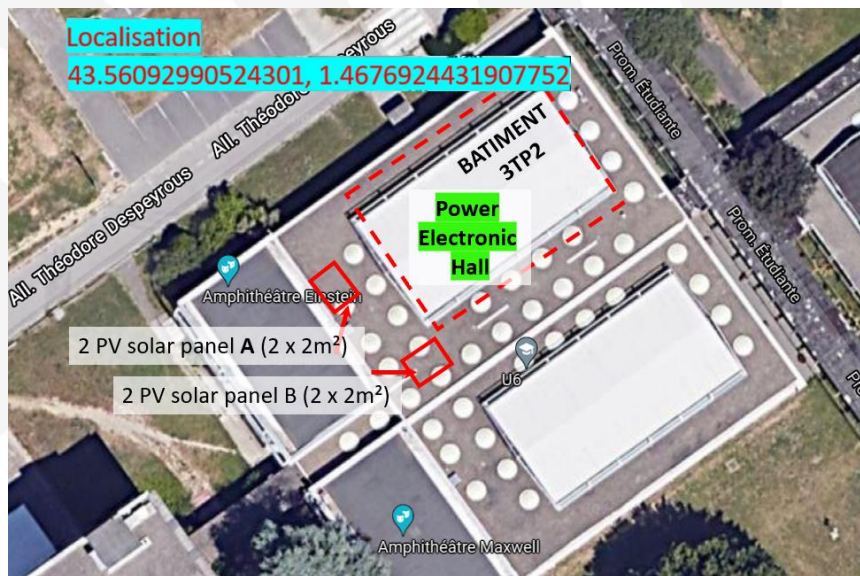 Localisation
43.56092990524301, 1.4676924431907752
All. Théodore Despeyrous
All. Théodore Despeyrous
Prom. Étudiante
BATIMENT
3TP2
Power
Electronic
Hall
Prom. Étudiante
Amphithéâtre Einstein
2 PV solar panel A (2 x 2m²)
2 PV solar panel B (2 x 2m²)
U6
Amphithéâtre Maxwell